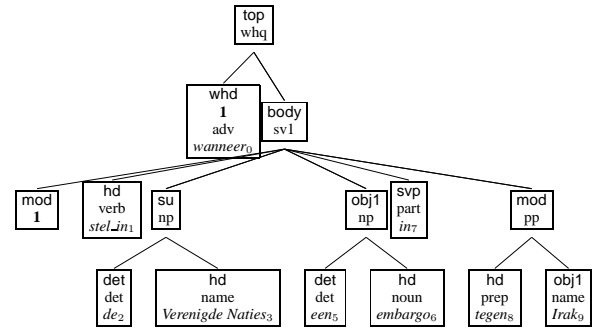 top
whq
whd
1
adv
wanneer0
body
sv1
mod
1
hd
verb
stel_in1
su
np
obj1
np
svp
part
in7
mod
pp
det
det
de2
hd
name
Verenigde Naties3
det
det
een5
hd
noun
embargo6
hd
prep
tegen8
obj1
name
Irak9